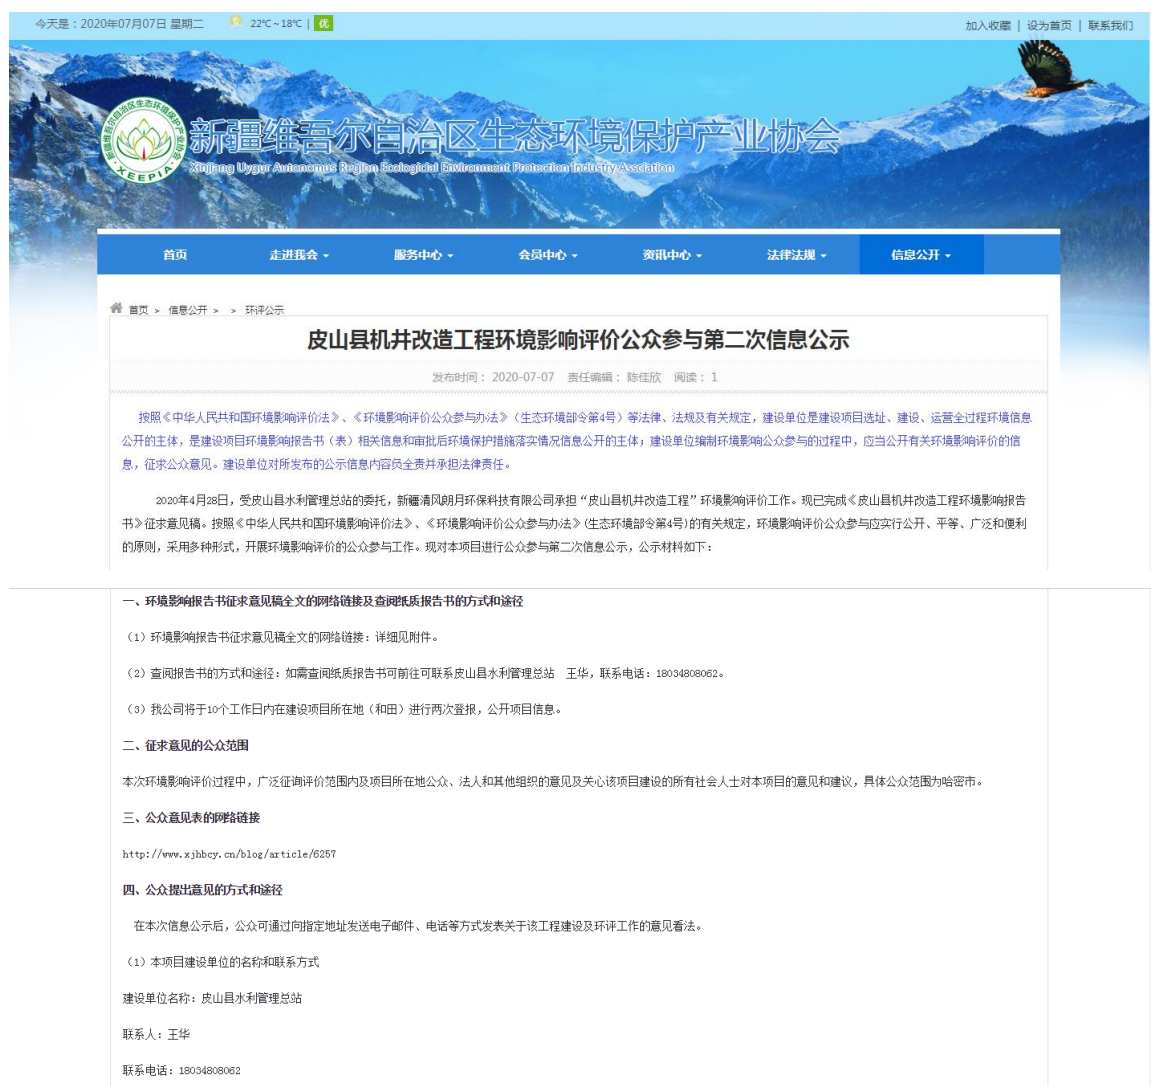 今天是：2020年07月07日 星期二 22℃~18℃ | 优 加入收藏 | 设为首页 | 联系我们
新疆维吾尔自治区生态环境保护产业协会
Xinjiang Uygur Autonomus Region Ecologicial Environment Protection Industry Association
新疆维吾尔自治区生态环境保护产业协会
XEEPIA
首页 走进我会 服务中心 会员中心 资讯中心 法律法规 信息公开
首页 > 信息公开 > > 环评公示
皮山县机井改造工程环境影响评价公众参与第二次信息公示
发布时间： 2020-07-07 责任编辑： 陈佳欣 阅读： 1
按照《中华人民共和国环境影响评价法》、《环境影响评价公众参与办法》（生态环境部令第4号）等法律、法规及有关规定，建设单位是建设项目选址、建设、运营全过程环境信息
公开的主体，是建设项目环境影响报告书（表）相关信息和审批后环境保护措施落实情况信息公开的主体；建设单位编制环境影响公众参与的过程中，应当公开有关环境影响评价的信
息，征求公众意见。建设单位对所发布的公示信息内容负全责并承担法律责任。
2020年4月28日，受皮山县水利管理总站的委托，新疆清风朗月环保科技有限公司承担“皮山县机井改造工程”环境影响评价工作。现已完成《皮山县机井改造工程环境影响报告
书》征求意见稿。按照《中华人民共和国环境影响评价法》、《环境影响评价公众参与办法》(生态环境部令第4号)的有关规定，环境影响评价公众参与应实行公开、平等、广泛和便利
的原则，采用多种形式，开展环境影响评价的公众参与工作。现对本项目进行公众参与第二次信息公示，公示材料如下：
一、环境影响报告书征求意见稿全文的网络链接及查阅纸质报告书的方式和途径
（1）环境影响报告书征求意见稿全文的网络链接：详细见附件。
（2）查阅报告书的方式和途径：如需查阅纸质报告书可前往可联系皮山县水利管理总站 王华，联系电话：18034808062。
（3）我公司将于10个工作日内在建设项目所在地（和田）进行两次登报，公开项目信息。
二、征求意见的公众范围
本次环境影响评价过程中，广泛征询评价范围内及项目所在地公众、法人和其他组织的意见及关心该项目建设的所有社会人士对本项目的意见和建议，具体公众范围为哈密市。
三、公众意见表的网络链接
http://www.xjhbcy.cn/blog/article/6257
四、公众提出意见的方式和途径
在本次信息公示后，公众可通过向指定地址发送电子邮件、电话等方式发表关于该工程建设及环评工作的意见看法。
（1）本项目建设单位的名称和联系方式
建设单位名称：皮山县水利管理总站
联系人：王华
联系电话：18034808062